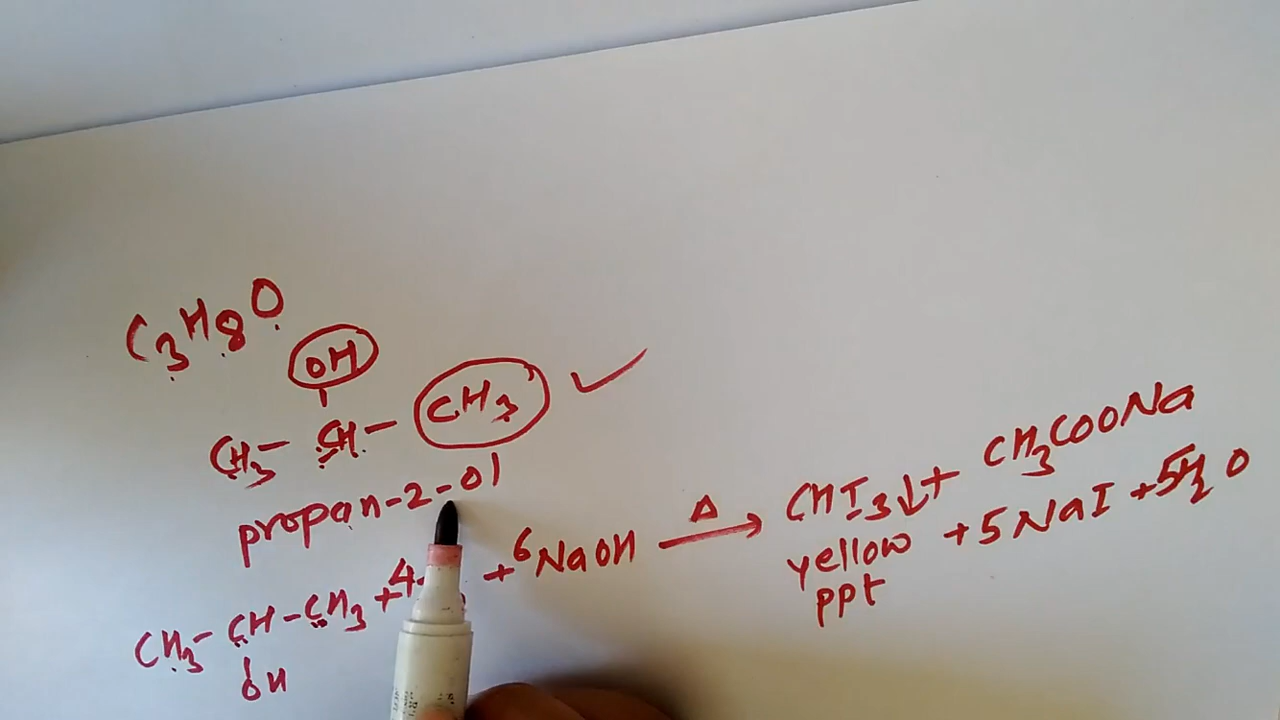 C3H8O
OH
CH3 - CH - CH3 ✓
propan-2-ol
CH3 - CH - CH3 + 4 + 6NaOH Δ → CHI3↓ + CH3COONa
OH
yellow + 5NaI + 5H2O
ppt